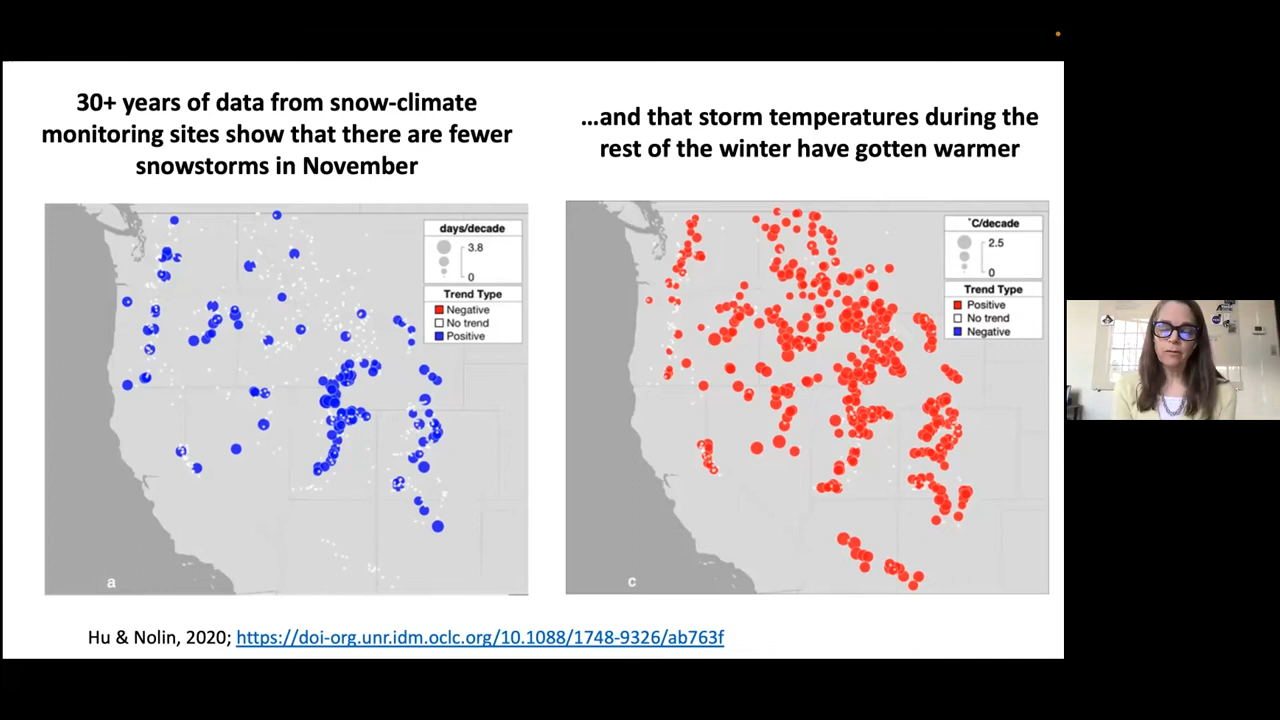 30+ years of data from snow-climate
monitoring sites show that there are fewer
snowstorms in November
…and that storm temperatures during the
rest of the winter have gotten warmer
days/decade
3.8
0
Trend Type
Negative
No trend
Positive
a
˚C/decade
2.5
0
Trend Type
Positive
No trend
Negative
c
Hu & Nolin, 2020; https://doi-org.unr.idm.oclc.org/10.1088/1748-9326/ab763f